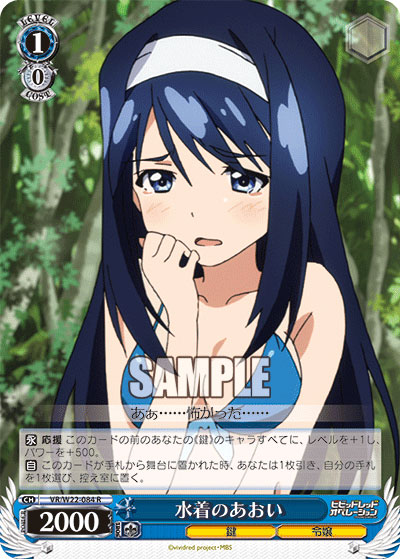 LEVEL
1
0
COST
SAMPLE
あぁ……怖かった……
永 応援 このカードの前のあなたの《鍵》のキャラすべてに、レベルを+1し、
パワーを+500。
自 このカードが手札から舞台に置かれた時、あなたは1枚引き、自分の手札
を1枚選び、控え室に置く。
CH VR/W22-084 R
2000
水着のあおい
ビビッドレッド
オペレーション
鍵
令嬢
©vividred project・MBS